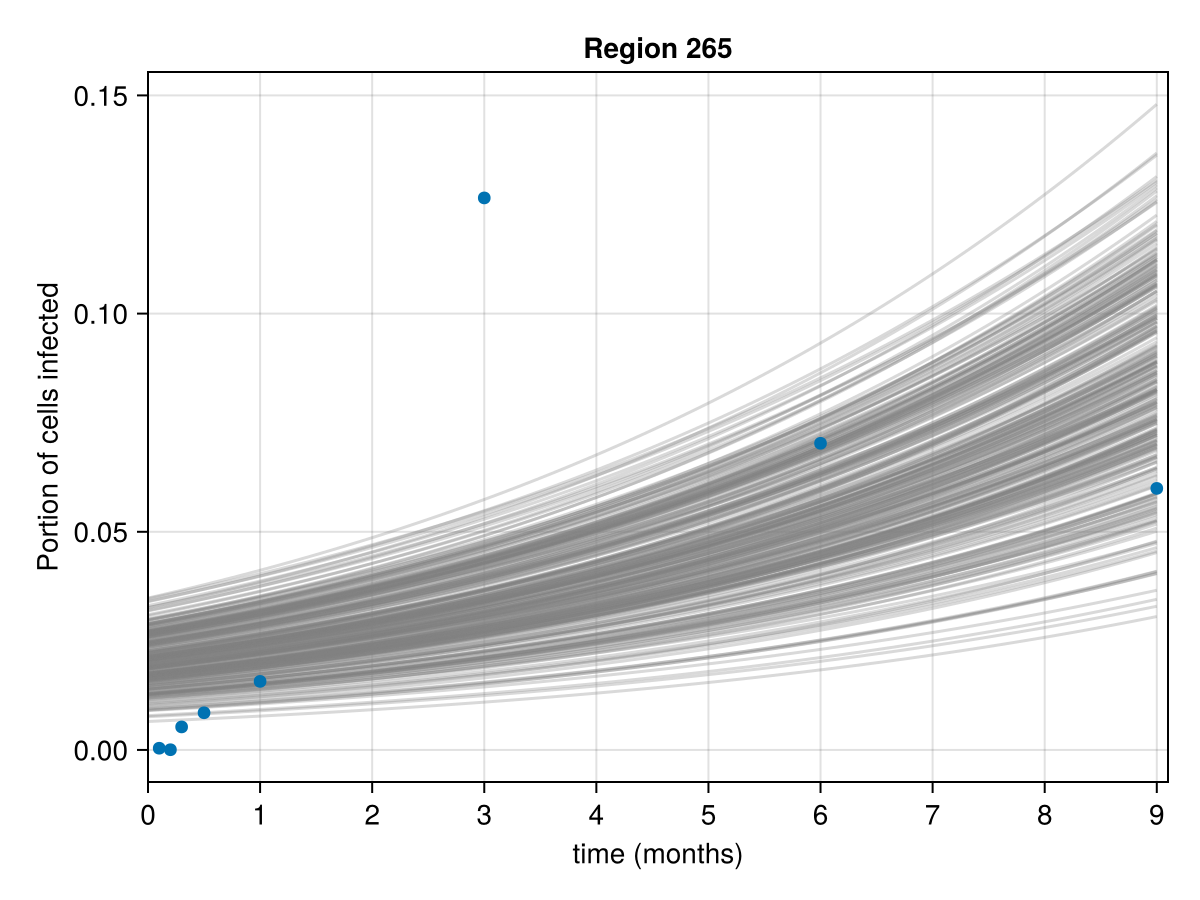 Region 265
Portion of cells infected
0.15
0.10
0.05
0.00
0 1 2 3 4 5 6 7 8 9
time (months)